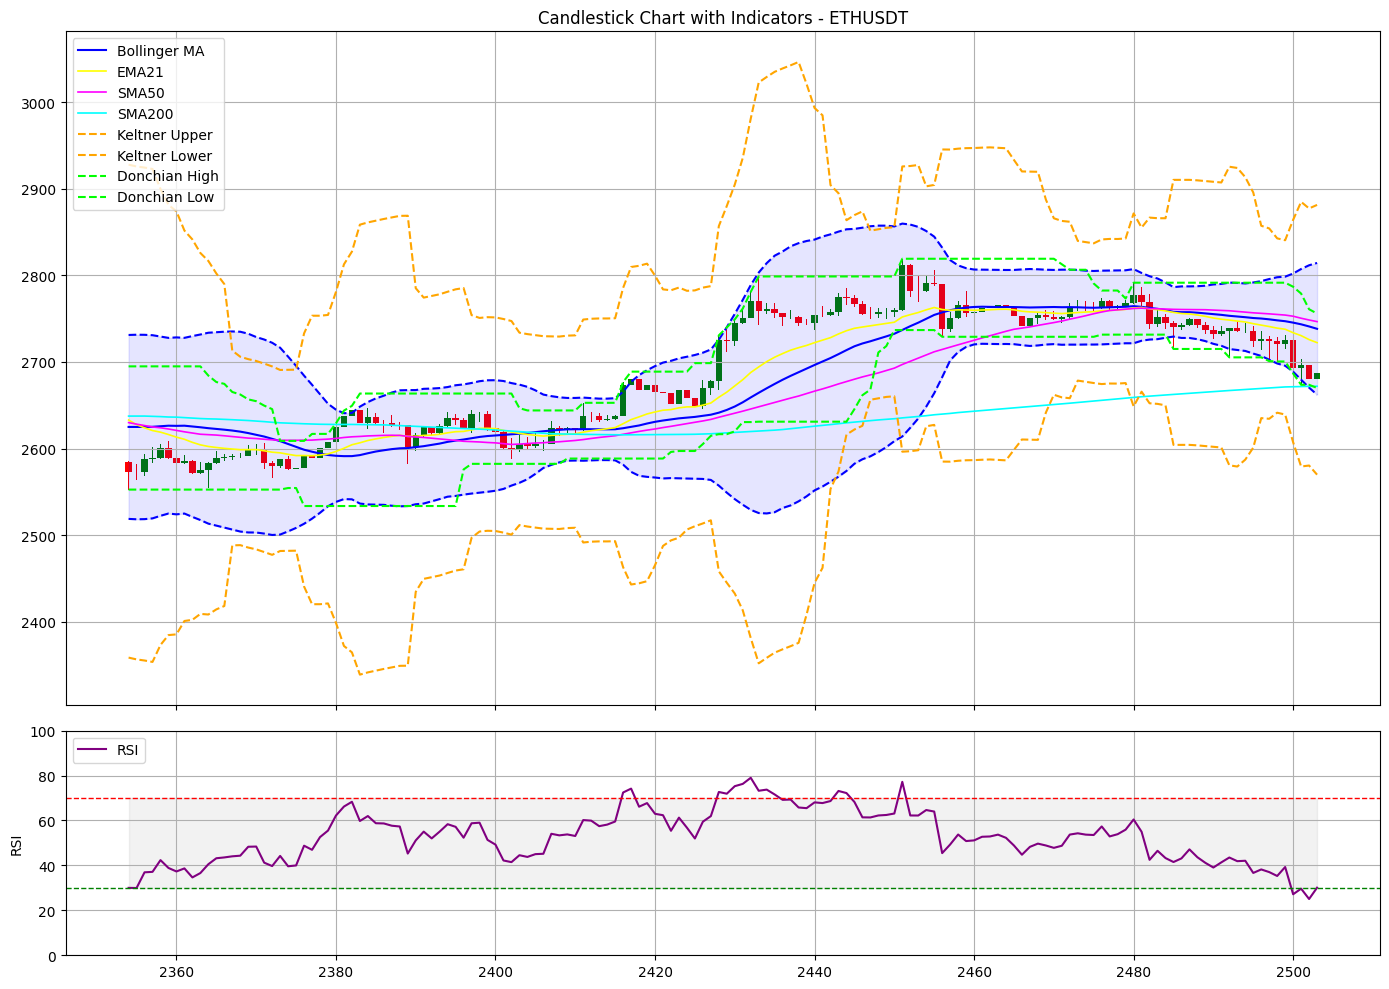 Candlestick Chart with Indicators - ETHUSDT
Bollinger MA
EMA21
SMA50
SMA200
Keltner Upper
Keltner Lower
Donchian High
Donchian Low
3000
2900
2800
2700
2600
2500
2400
RSI
100
80
60
40
20
0
RSI
2360 2380 2400 2420 2440 2460 2480 2500